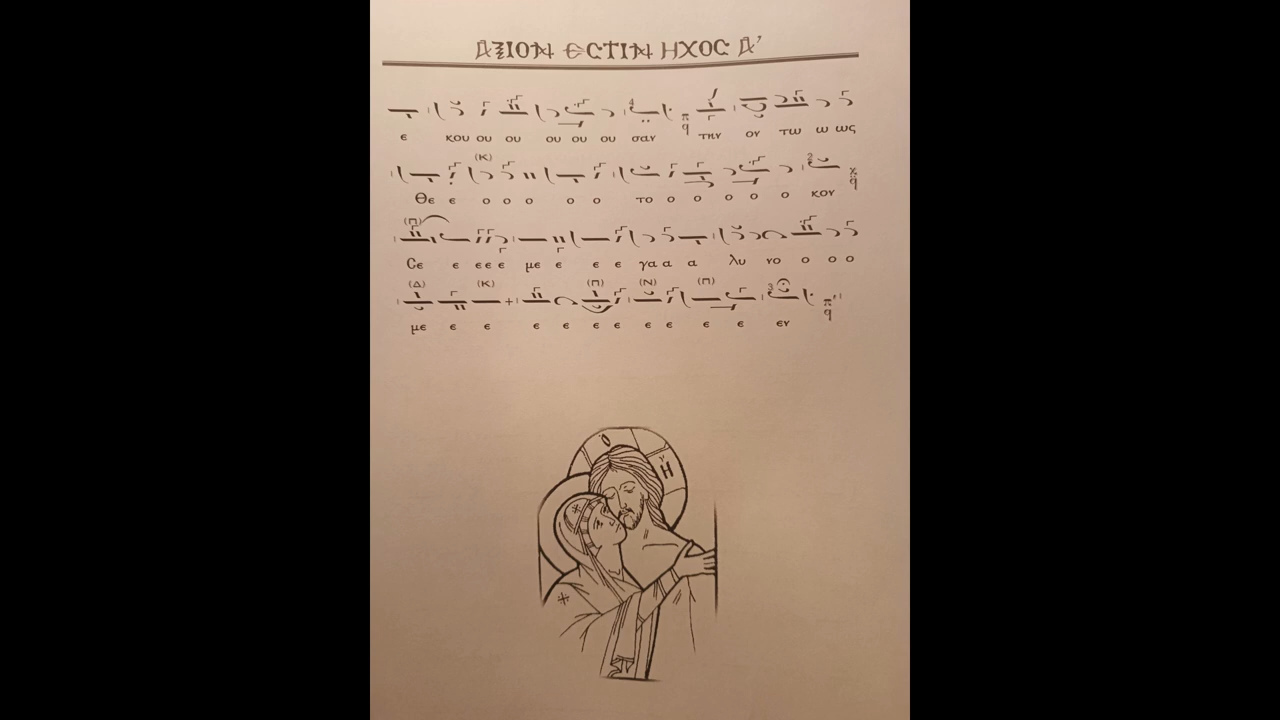 ΑΞΙΟΝ ΕCΤΙΝ ΗΧΟC Α’
ε κου ου ου ου ου ου σαν την ον τω ω ως
(Κ)
Θε ε ο ο ο ο ο το ο ο ο ο ο κον
(Π)
Cε ε ε ε ε με ε ε ε γα α α λυ νο ο ο ο
(Δ) (Κ) (Π) (Ν) (Π)
με ε ε ε ε ε ε ε ε ε ε εν
Ο Η